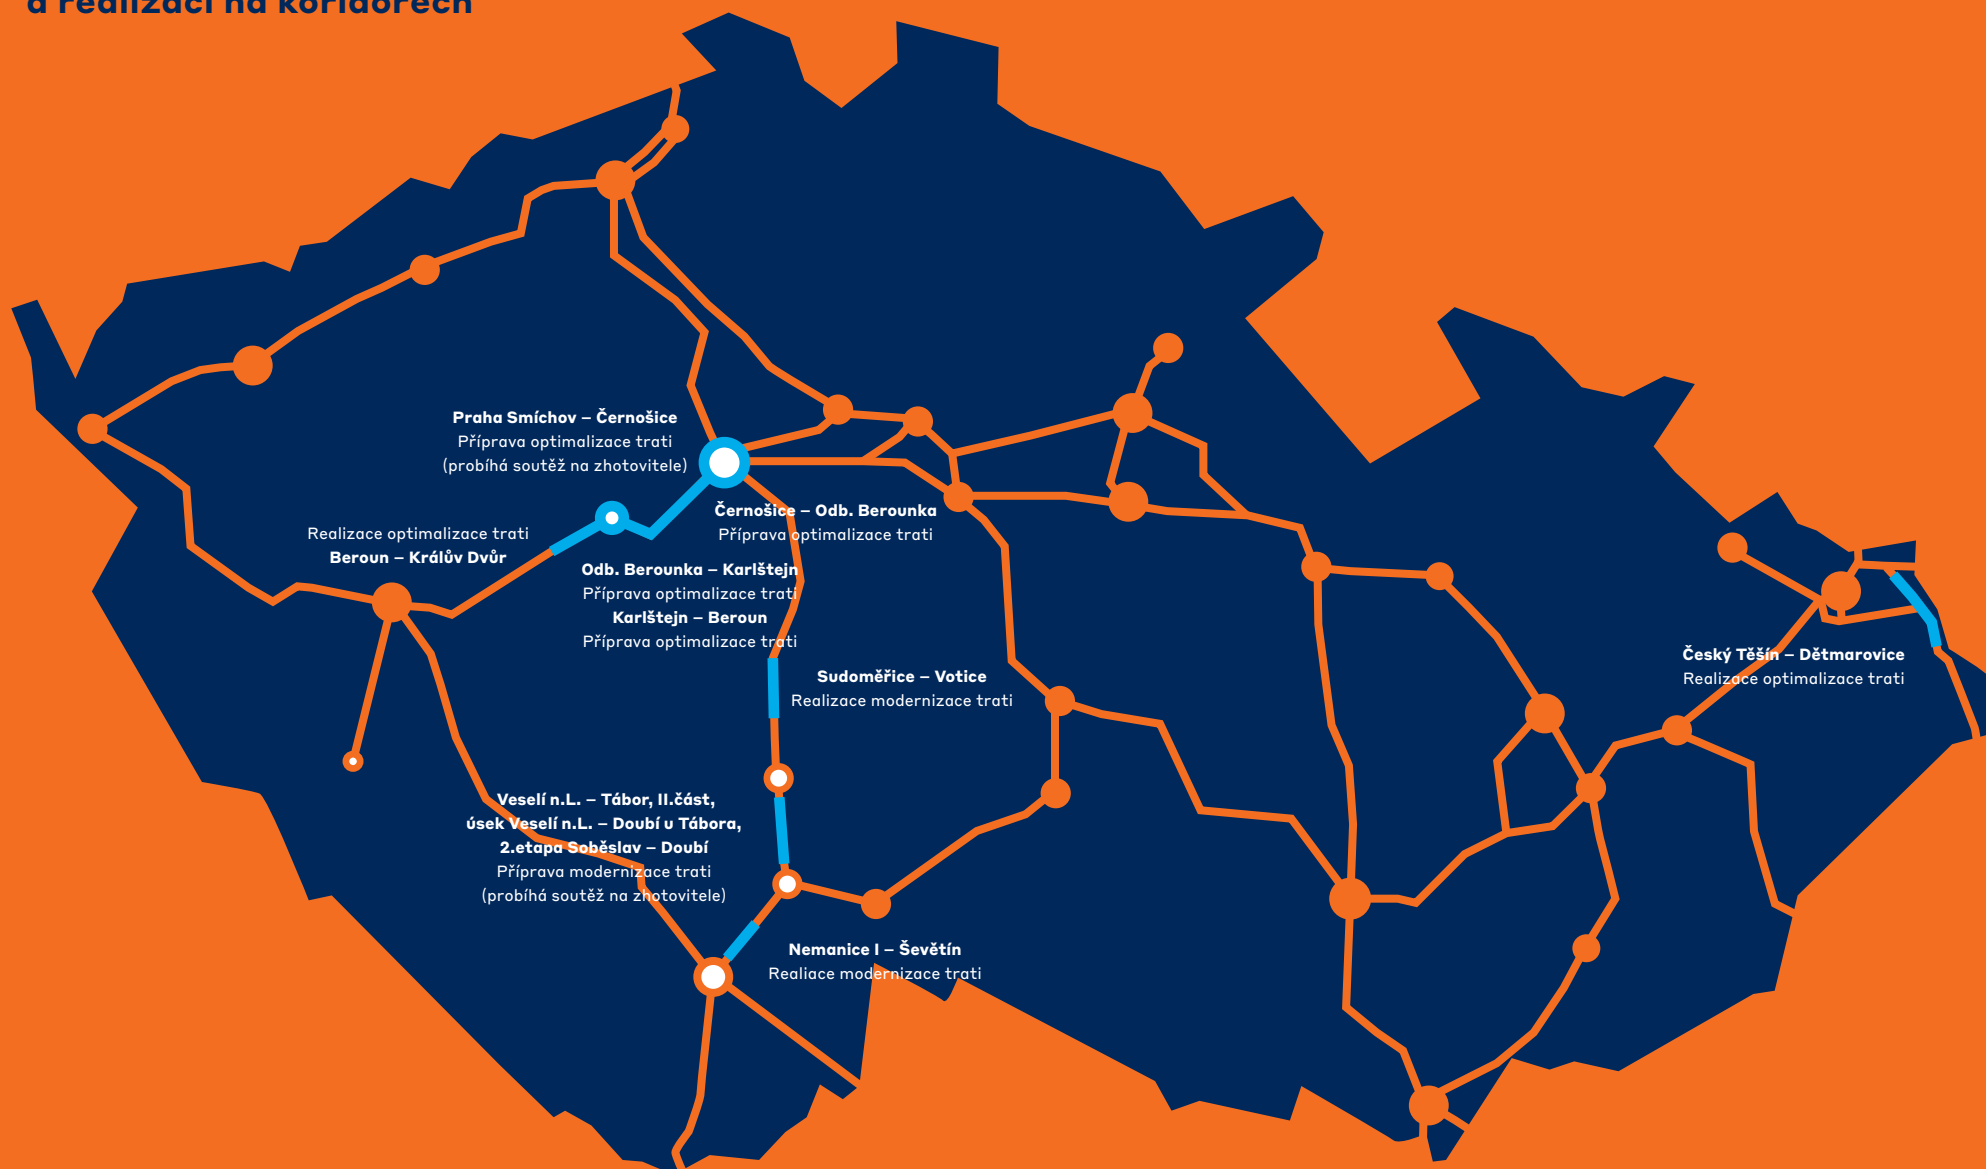 a realizaci na koridorech
Praha Smíchov – Černošice
Příprava optimalizace trati
(probíhá soutěž na zhotovitele)
Realizace optimalizace trati
Beroun – Králův Dvůr
Černošice – Odb. Berounka
Příprava optimalizace trati
Odb. Berounka – Karlštejn
Příprava optimalizace trati
Karlštejn – Beroun
Příprava optimalizace trati
Sudoměřice – Votice
Realizace modernizace trati
Český Těšín – Dětmarovice
Realizace optimalizace trati
Veselí n.L. – Tábor, II.část,
úsek Veselí n.L. – Doubí u Tábora,
2.etapa Soběslav – Doubí
Příprava modernizace trati
(probíhá soutěž na zhotovitele)
Nemanice I – Ševětín
Realiace modernizace trati